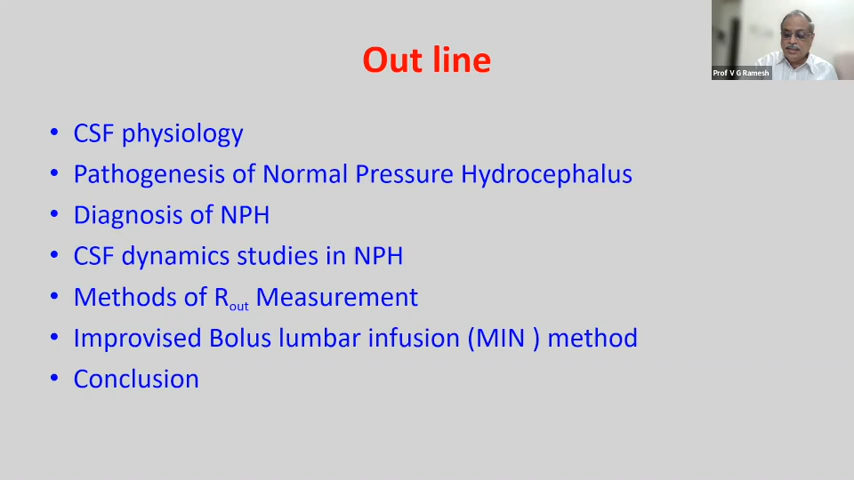 Out line
Prof V G Ramesh
• CSF physiology
• Pathogenesis of Normal Pressure Hydrocephalus
• Diagnosis of NPH
• CSF dynamics studies in NPH
• Methods of Rout Measurement
• Improvised Bolus lumbar infusion (MIN ) method
• Conclusion